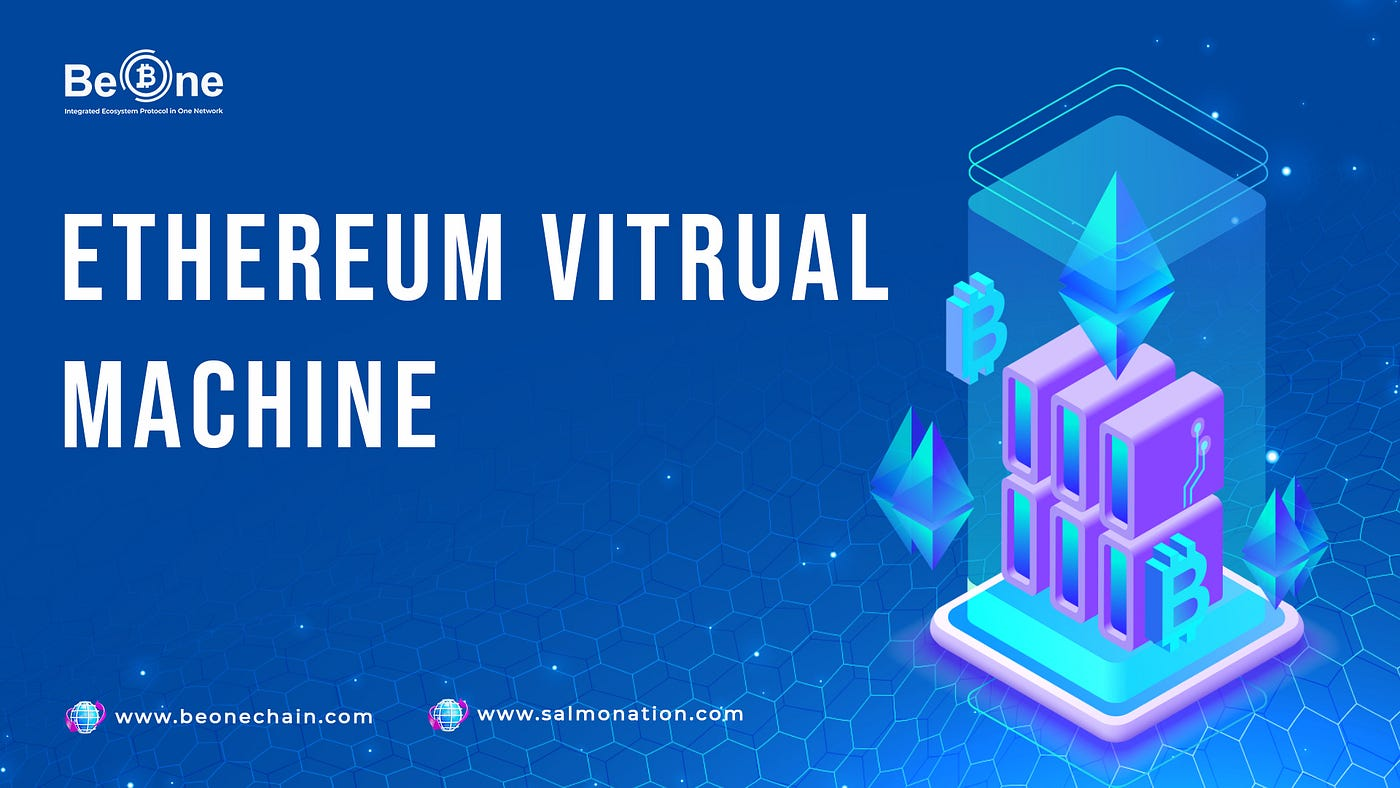 BeOne
Integrated Ecosystem Protocol in One Network
ETHEREUM VITRUAL
MACHINE
www.beonechain.com
www.salmonation.com